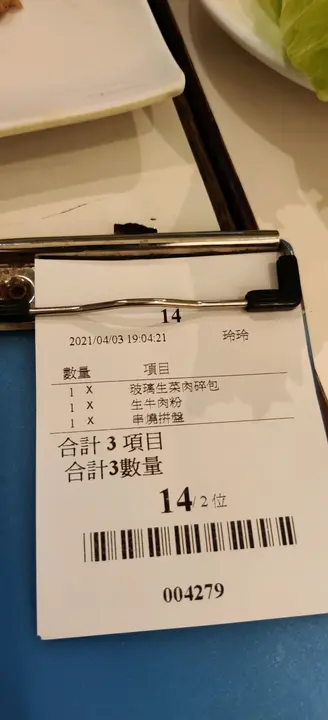 14
2021/04/03 19:04:21 玲玲
數量 項目
1 X 玻璃生菜肉碎包
1 X 生牛肉粉
1 X 串燒拼盤
合計 3 項目
合計3數量
14/ 2 位
004279